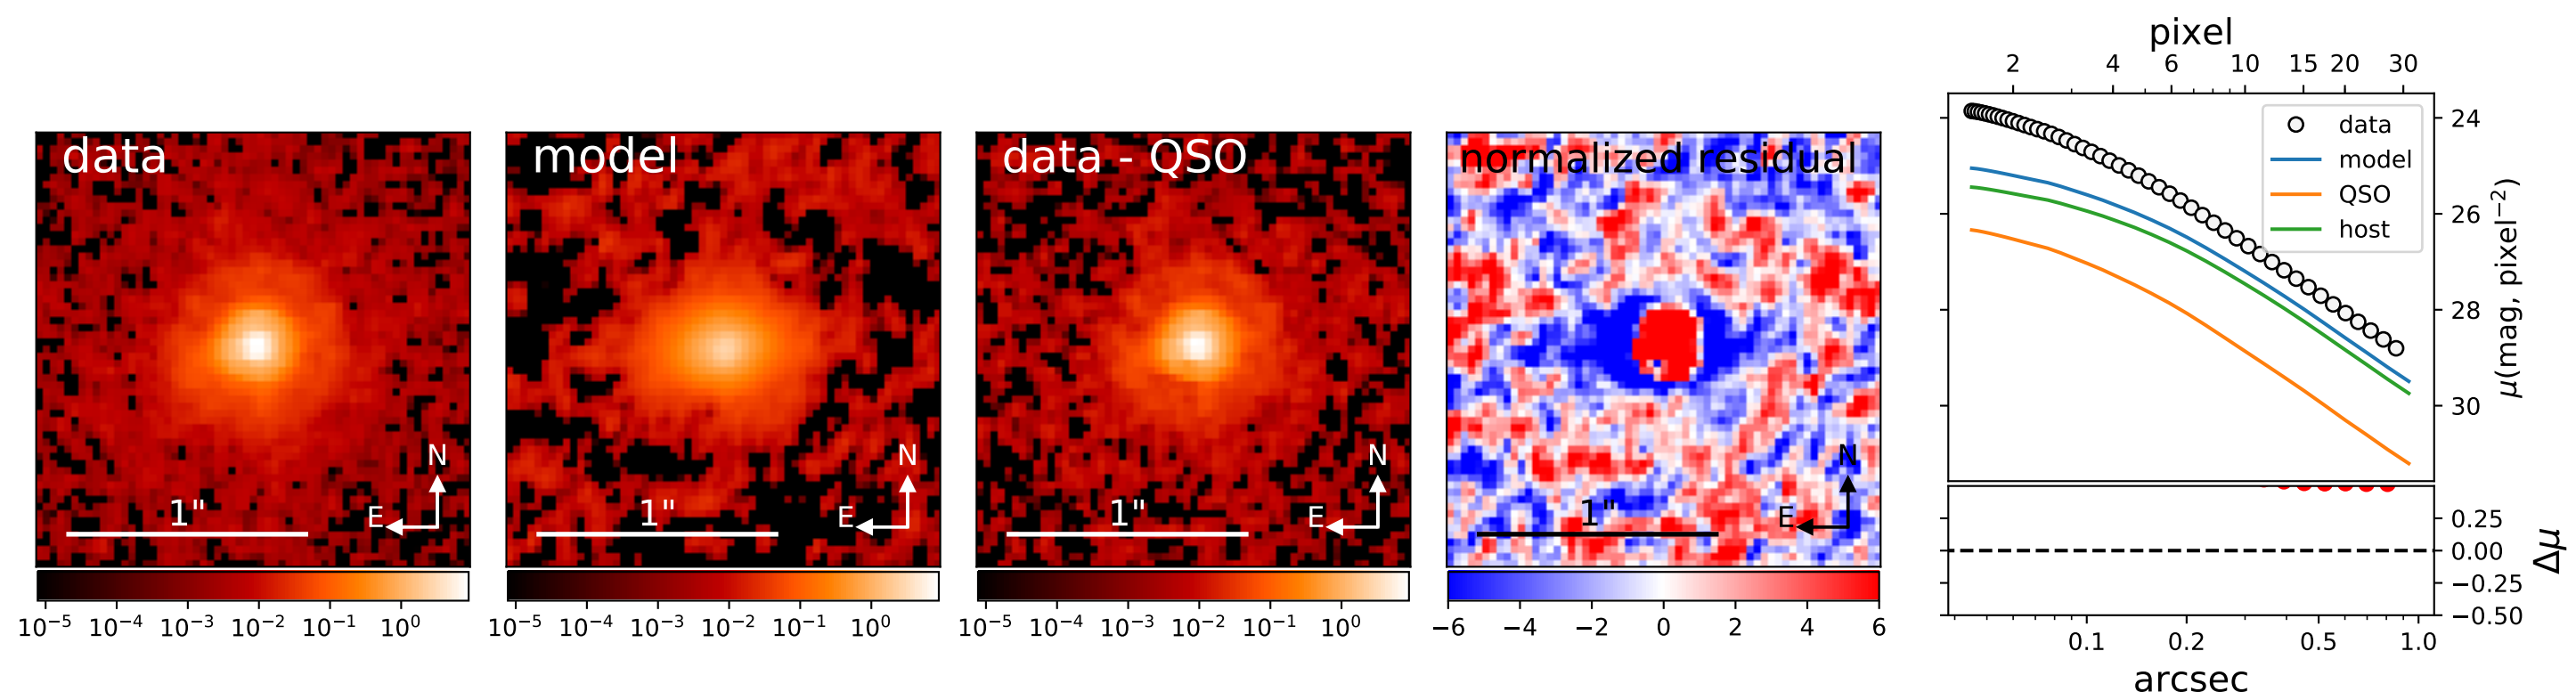 data
1"
N
E
10⁻⁵ 10⁻⁴ 10⁻³ 10⁻² 10⁻¹ 10⁰
model
1"
N
E
10⁻⁵ 10⁻⁴ 10⁻³ 10⁻² 10⁻¹ 10⁰
data - QSO
1"
N
E
10⁻⁵ 10⁻⁴ 10⁻³ 10⁻² 10⁻¹ 10⁰
normalized residual
1"
N
E
−6 −4 −2 0 2 4 6
pixel
2 4 6 10 15 20 30
data
model
QSO
host
24
26
28
30
μ(mag, pixel⁻²)
0.25
0.00
−0.25
−0.50
Δμ
0.1 0.2 0.5 1.0
arcsec